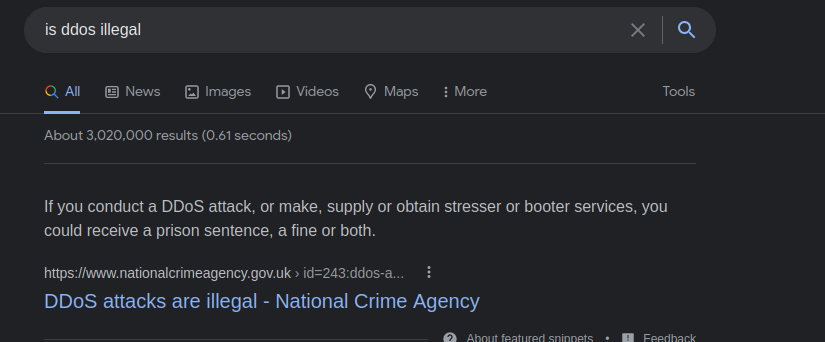 is ddos illegal
All News Images Videos Maps More Tools
About 3,020,000 results (0.61 seconds)
If you conduct a DDoS attack, or make, supply or obtain stresser or booter services, you
could receive a prison sentence, a fine or both.
https://www.nationalcrimeagency.gov.uk › id=243:ddos-a...
DDoS attacks are illegal - National Crime Agency
About featured snippets • Feedback